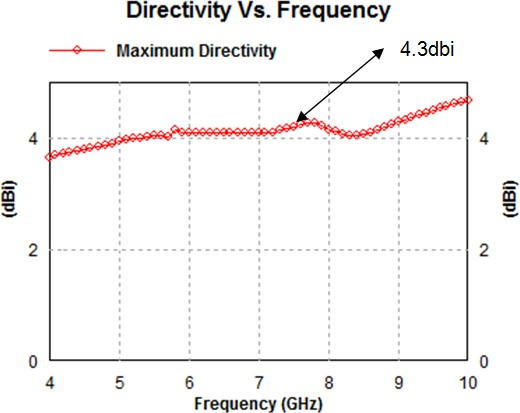 Directivity Vs. Frequency
Maximum Directivity
4.3dbi
4 4
(dBi) (dBi)
2 2
0 0
4 5 6 7 8 9 10
Frequency (GHz)